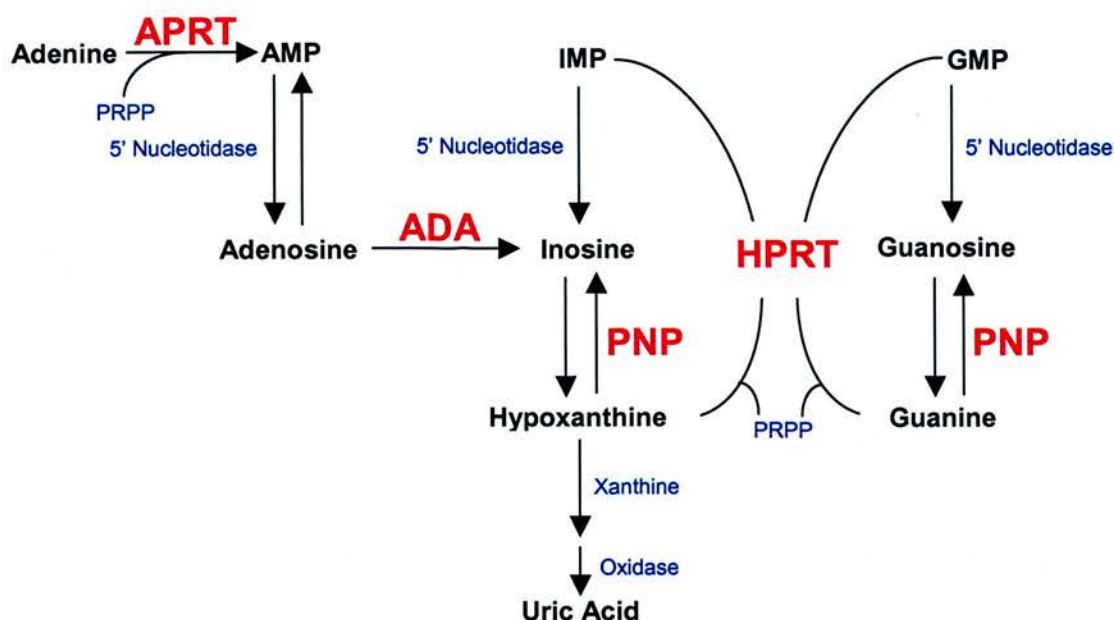 APRT
Adenine
AMP
IMP
GMP
PRPP
5' Nucleotidase
5' Nucleotidase
5' Nucleotidase
ADA
Adenosine
Inosine
HPRT
Guanosine
PNP
PNP
Hypoxanthine
PRPP
Guanine
Xanthine
Oxidase
Uric Acid